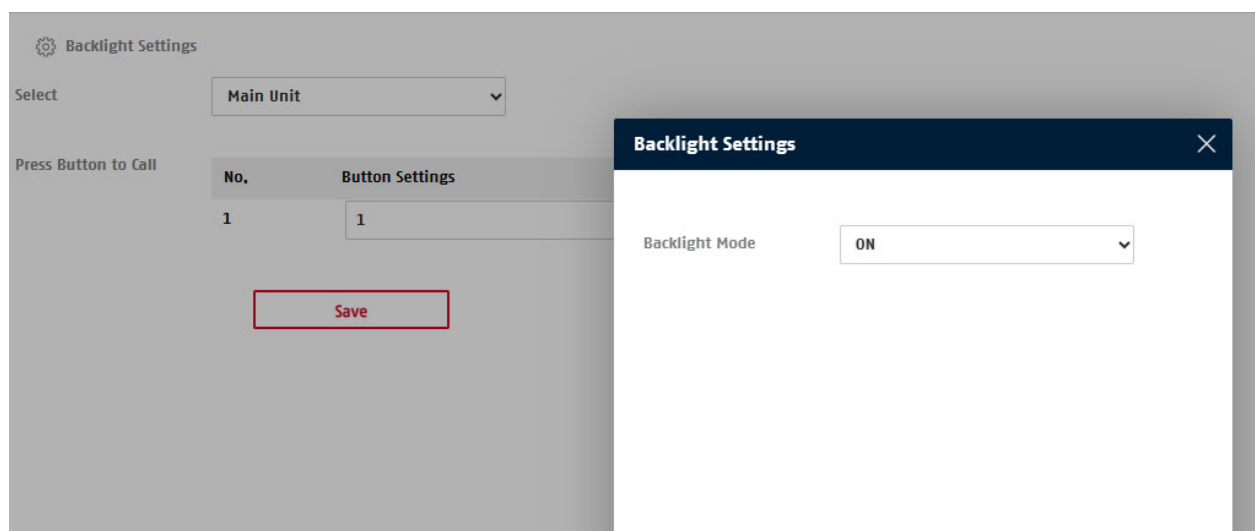 Backlight Settings
Select
Main Unit
Press Button to Call
No.
Button Settings
1
1
Save
Backlight Settings
Backlight Mode
ON